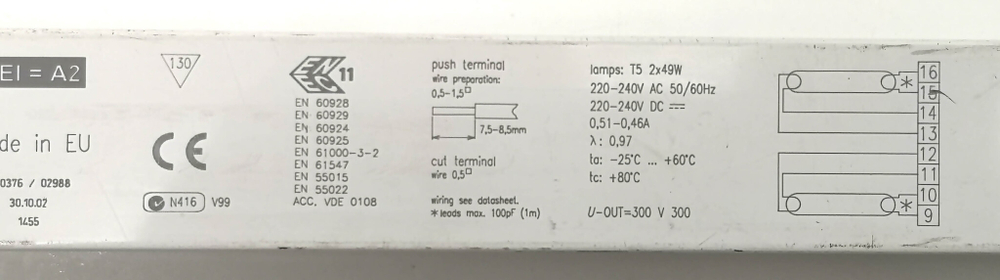 EI = A2
de in EU
0376 / 02988
30.10.02
1455
130
CE
N416 V99
ENEC 11
EN 60928
EN 60929
EN 60924
EN 60925
EN 61000-3-2
EN 61547
EN 55015
EN 55022
ACC. VDE 0108
push terminal
wire preparation:
0,5-1,5□
7,5-8,5mm
cut terminal
wire 0,5□
wiring see datasheet.
*leads max. 100pF (1m)
lamps: T5 2x49W
220-240V AC 50/60Hz
220-240V DC ⎓
0,51-0,46A
λ: 0,97
ta: -25°C ... +60°C
tc: +80°C
U-OUT=300 V 300
* 16
15
14
13
12
11
10
* 9